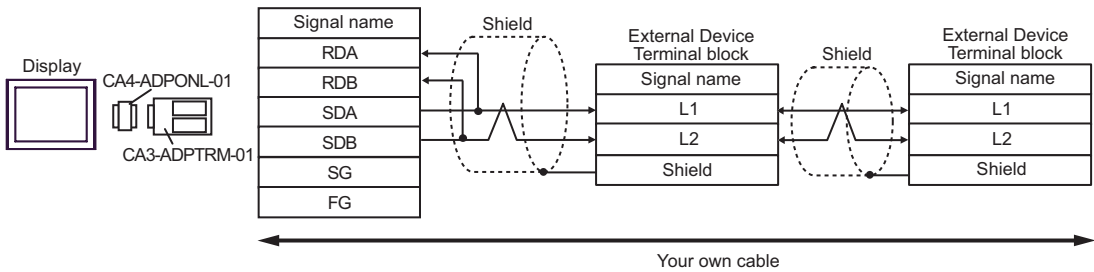 Display
CA4-ADPONL-01
CA3-ADPTRM-01
Signal name
RDA
RDB
SDA
SDB
SG
FG
Shield
External Device
Terminal block
Signal name
L1
L2
Shield
Shield
External Device
Terminal block
Signal name
L1
L2
Shield
Your own cable